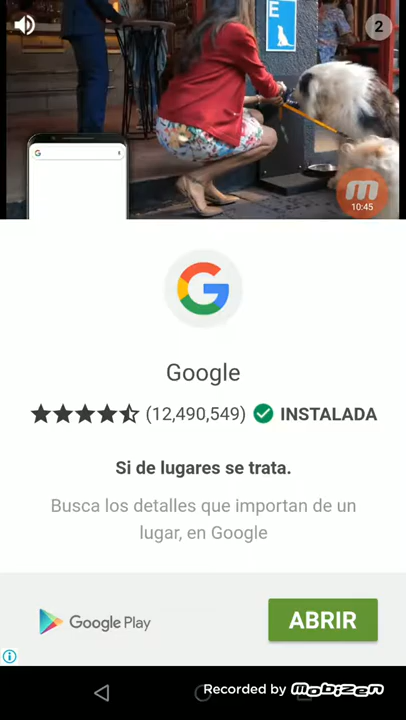 E
2
G
10:45
Google
(12,490,549) INSTALADA
Si de lugares se trata.
Busca los detalles que importan de un
lugar, en Google
Google Play
ABRIR
Recorded by mobizen